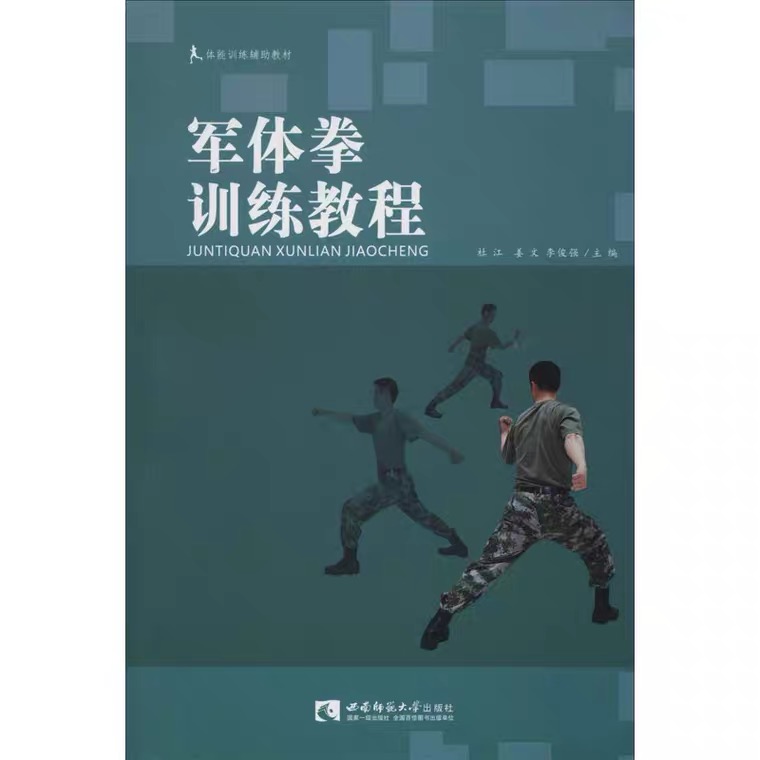 体能训练辅助教材
军体拳
训练教程
JUNTIQUAN XUNLIAN JIAOCHENG
杜江 姜文 李俊强/主编
西南师范大学出版社
国家一级出版社 全国百佳图书出版单位